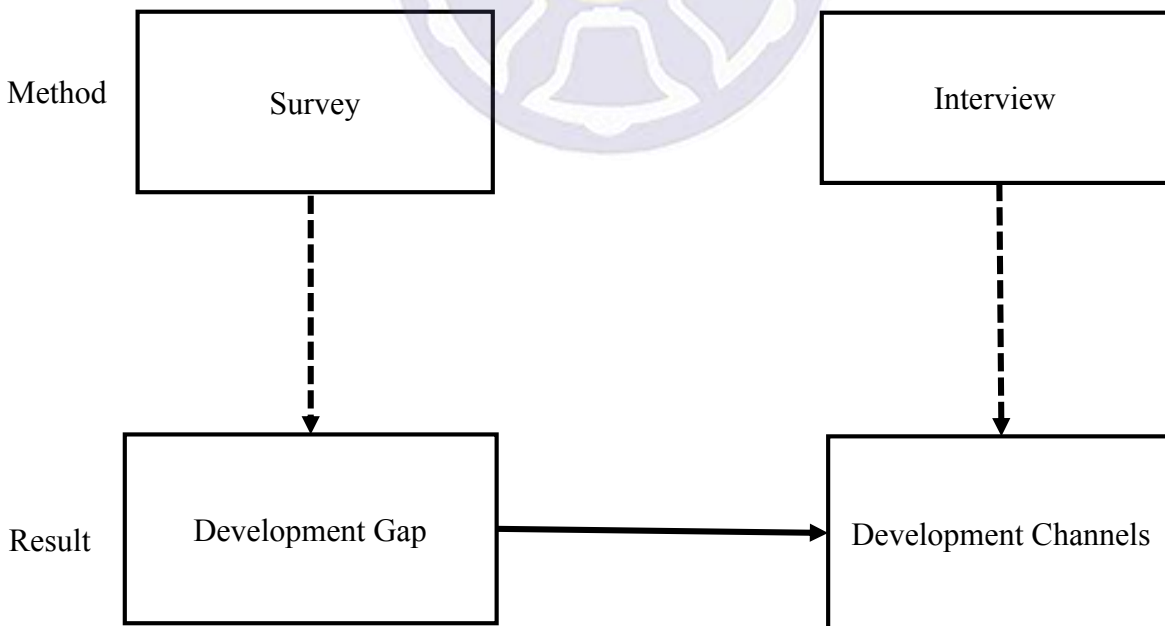 Method
Survey
Interview
Result
Development Gap
Development Channels